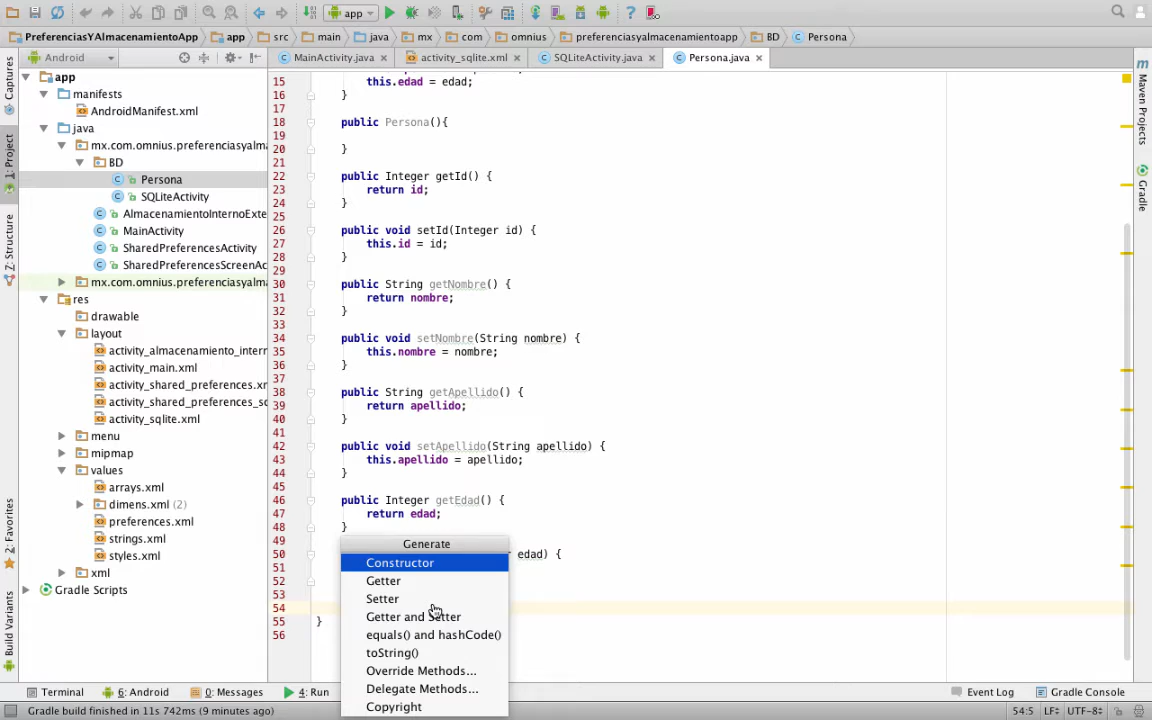 app
PreferenciasYAlmacenamientoApp app src main java mx com omnius preferenciasyalmacenamientoapp BD Persona
Android
MainActivity.java activity_sqlite.xml SQLiteActivity.java Persona.java
Captures
1: Project
7: Structure
2: Favorites
Build Variants
app
manifests
AndroidManifest.xml
java
mx.com.omnius.preferenciasyalma
BD
Persona
SQLiteActivity
AlmacenamientoInternoExte
MainActivity
SharedPreferencesActivity
SharedPreferencesScreenAc
mx.com.omnius.preferenciasyalma
res
drawable
layout
activity_almacenamiento_interr
activity_main.xml
activity_shared_preferences.xr
activity_shared_preferences_sc
activity_sqlite.xml
menu
mipmap
values
arrays.xml
dimens.xml (2)
preferences.xml
strings.xml
styles.xml
xml
Gradle Scripts
15 this.edad = edad;
16 }
17
18 public Persona(){
19
20 }
21
22 public Integer getId() {
23 return id;
24 }
25
26 public void setId(Integer id) {
27 this.id = id;
28 }
29
30 public String getNombre() {
31 return nombre;
32 }
33
34 public void setNombre(String nombre) {
35 this.nombre = nombre;
36 }
37
38 public String getApellido() {
39 return apellido;
40 }
41
42 public void setApellido(String apellido) {
43 this.apellido = apellido;
44 }
45
46 public Integer getEdad() {
47 return edad;
48 }
50 edad) {
51
52
53
54
55 }
56
Generate
Constructor
Getter
Setter
Getter and Setter
equals() and hashCode()
toString()
Override Methods...
Delegate Methods...
Copyright
Maven Projects
Gradle
Terminal 6: Android 0: Messages 4: Run Event Log Gradle Console
Gradle build finished in 11s 742ms (9 minutes ago) 54:5 LF UTF-8